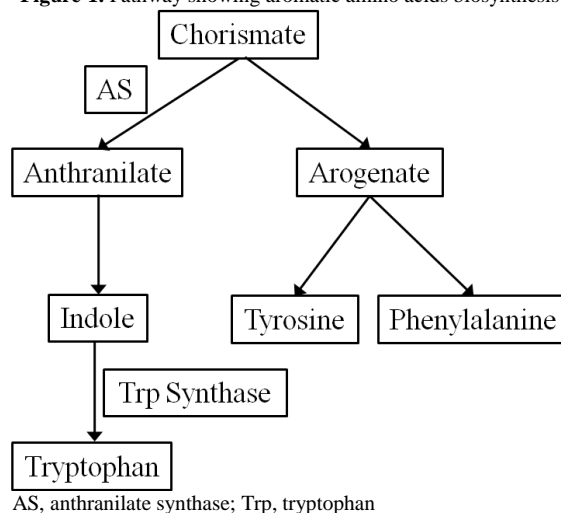 Figure 1. Pathway showing aromatic amino acids biosynthesis
Chorismate
AS
Anthranilate
Arogenate
Indole
Tyrosine
Phenylalanine
Trp Synthase
Tryptophan
AS, anthranilate synthase; Trp, tryptophan